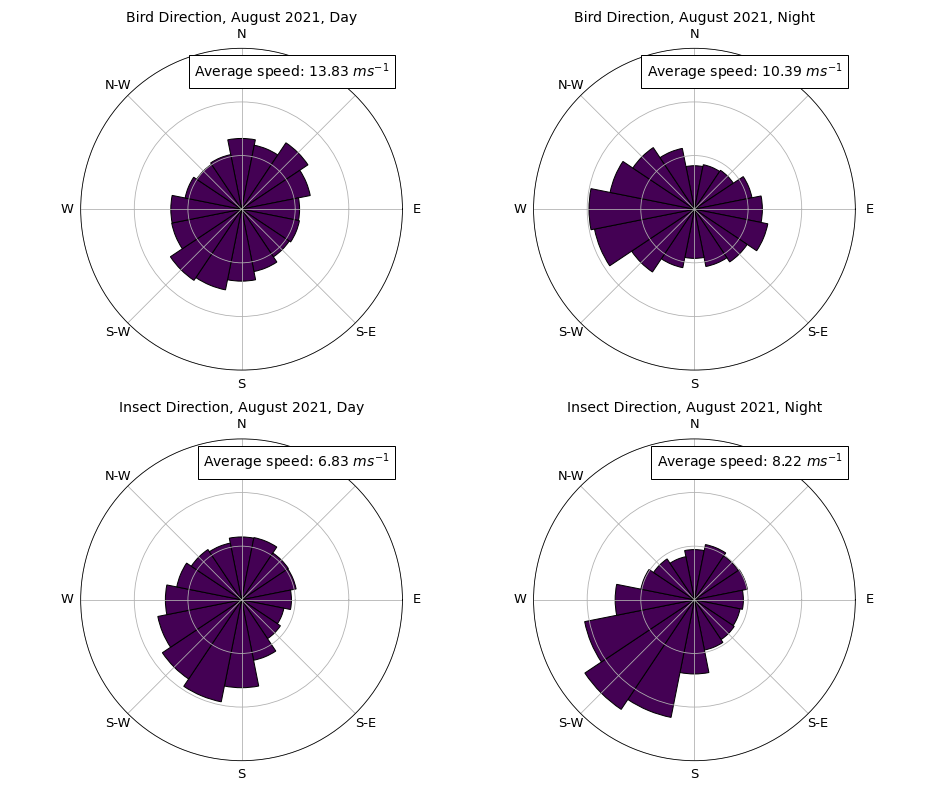 Bird Direction, August 2021, Day
N
Average speed: 13.83 ms⁻¹
N-W
W
E
S-W
S-E
S
Bird Direction, August 2021, Night
N
Average speed: 10.39 ms⁻¹
N-W
W
E
S-W
S-E
S
Insect Direction, August 2021, Day
N
Average speed: 6.83 ms⁻¹
N-W
W
E
S-W
S-E
S
Insect Direction, August 2021, Night
N
Average speed: 8.22 ms⁻¹
N-W
W
E
S-W
S-E
S